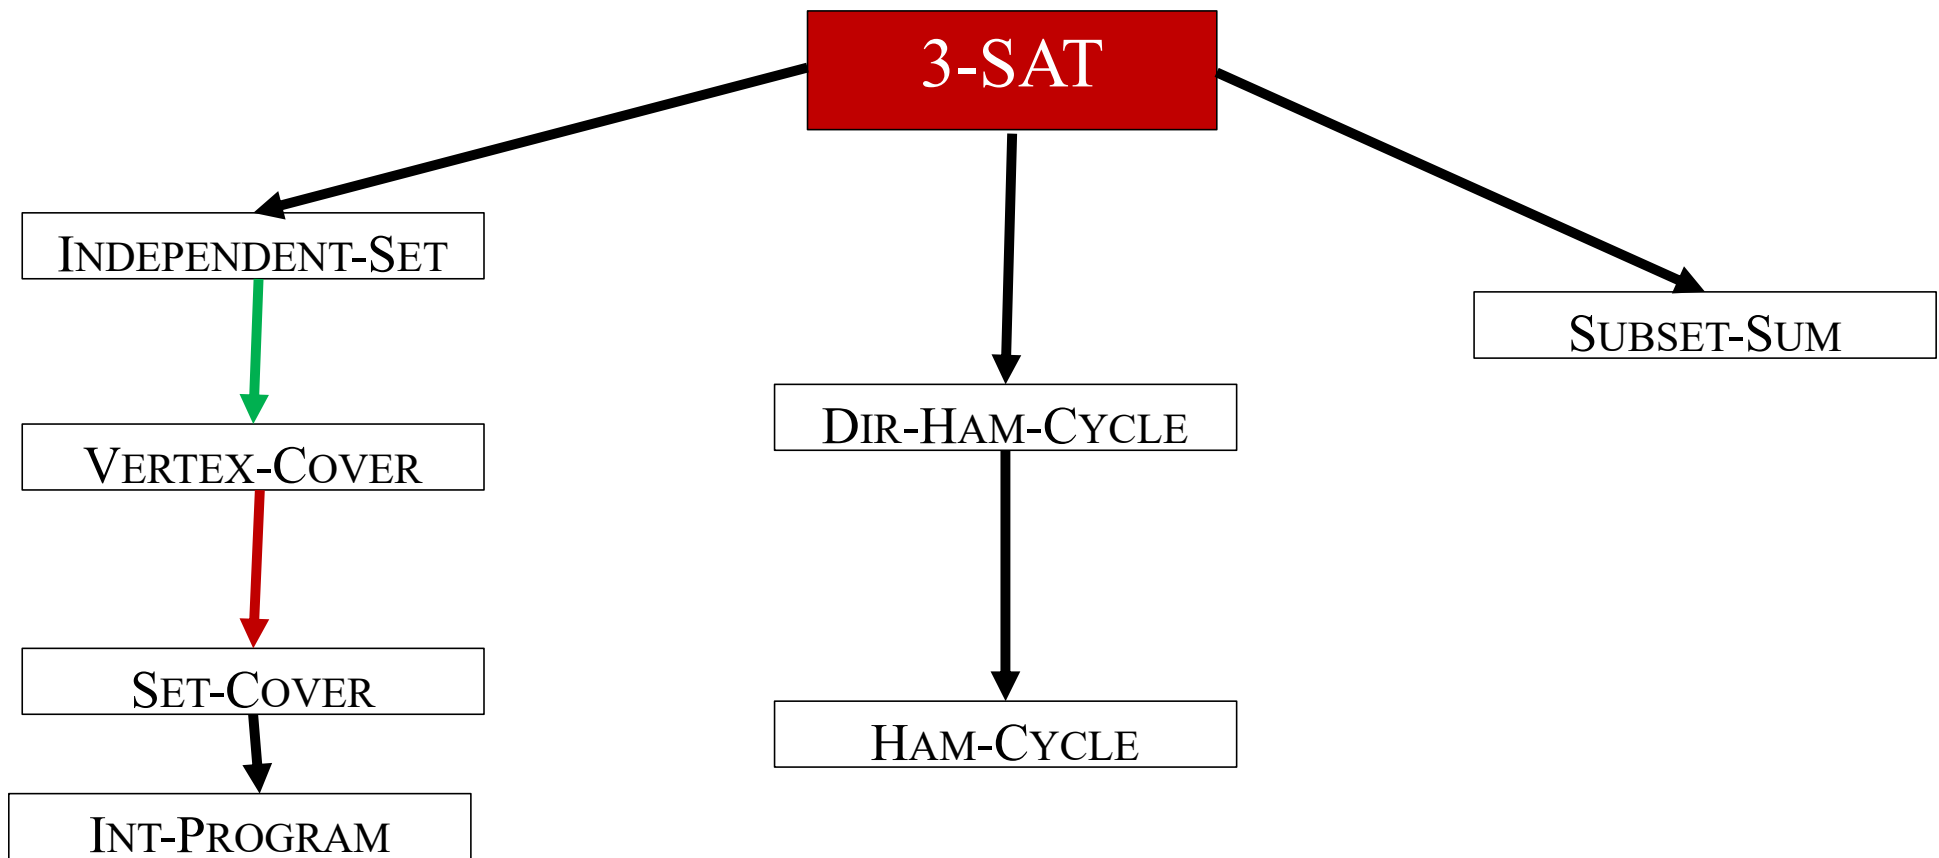 3-SAT
INDEPENDENT-SET
SUBSET-SUM
DIR-HAM-CYCLE
VERTEX-COVER
SET-COVER
HAM-CYCLE
INT-PROGRAM